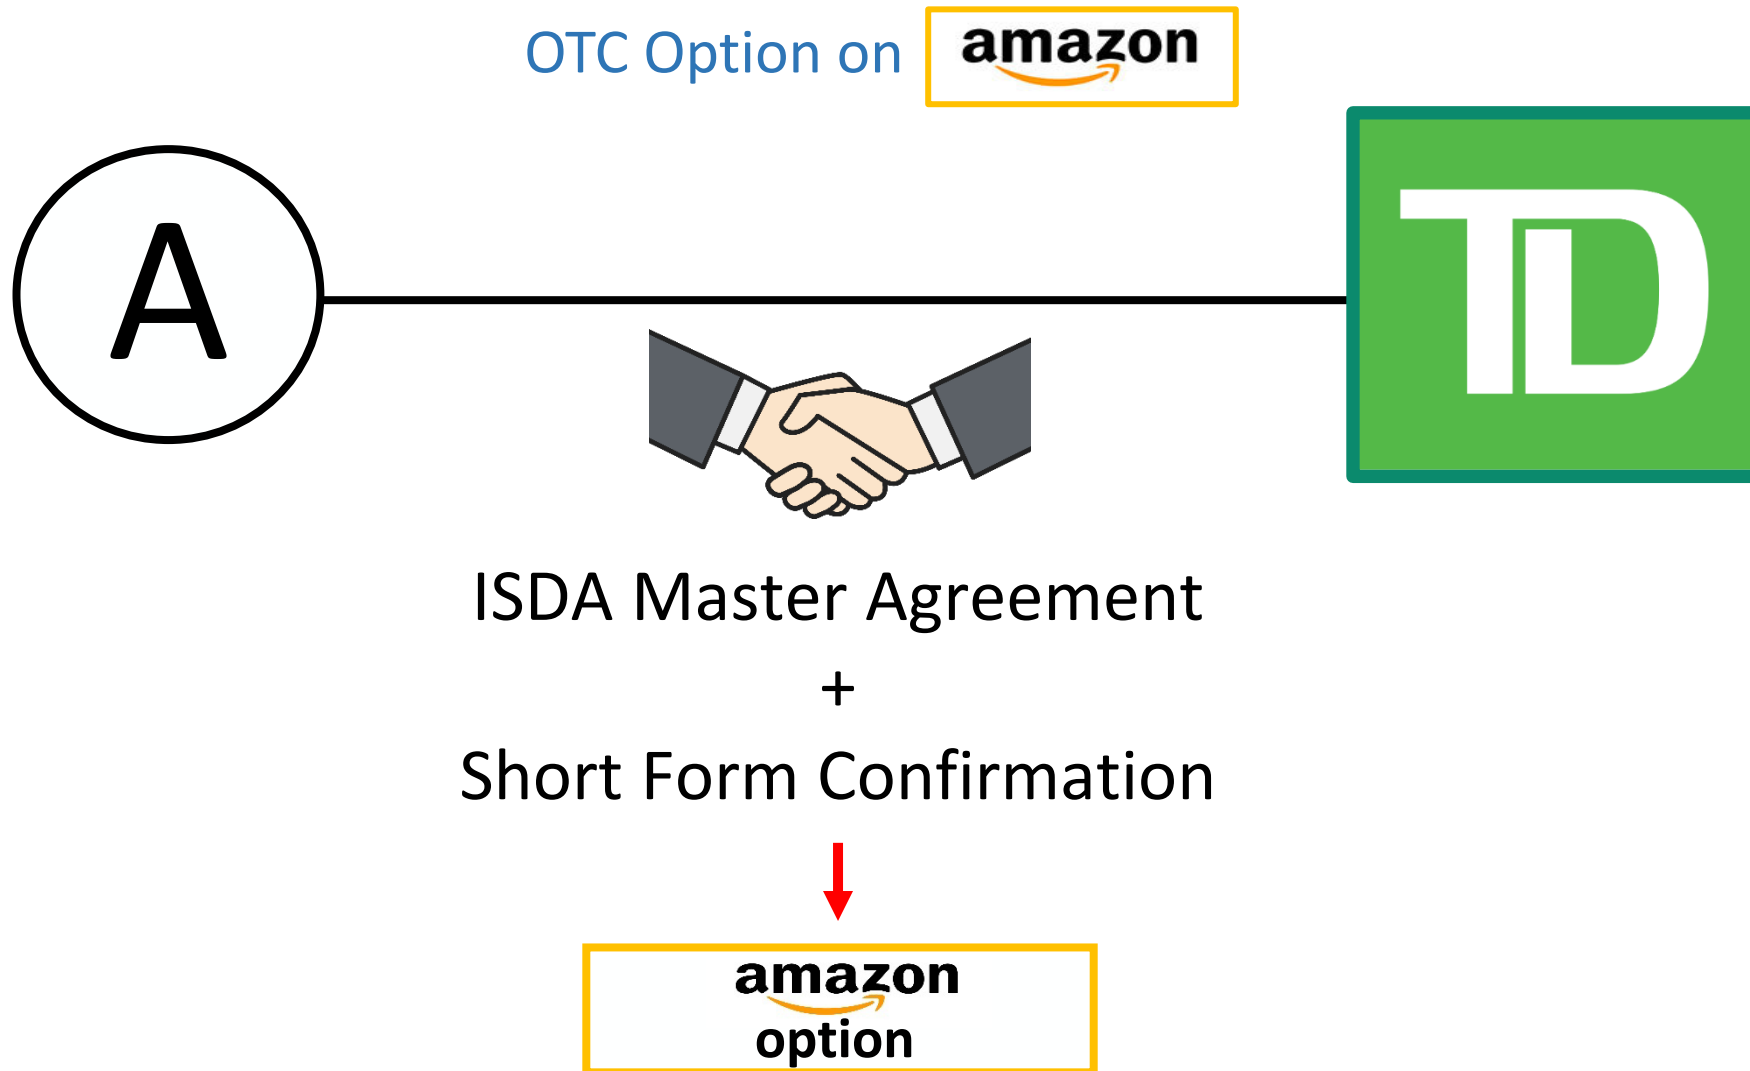 OTC Option on amazon
A
TD
ISDA Master Agreement
+
Short Form Confirmation
amazon
option